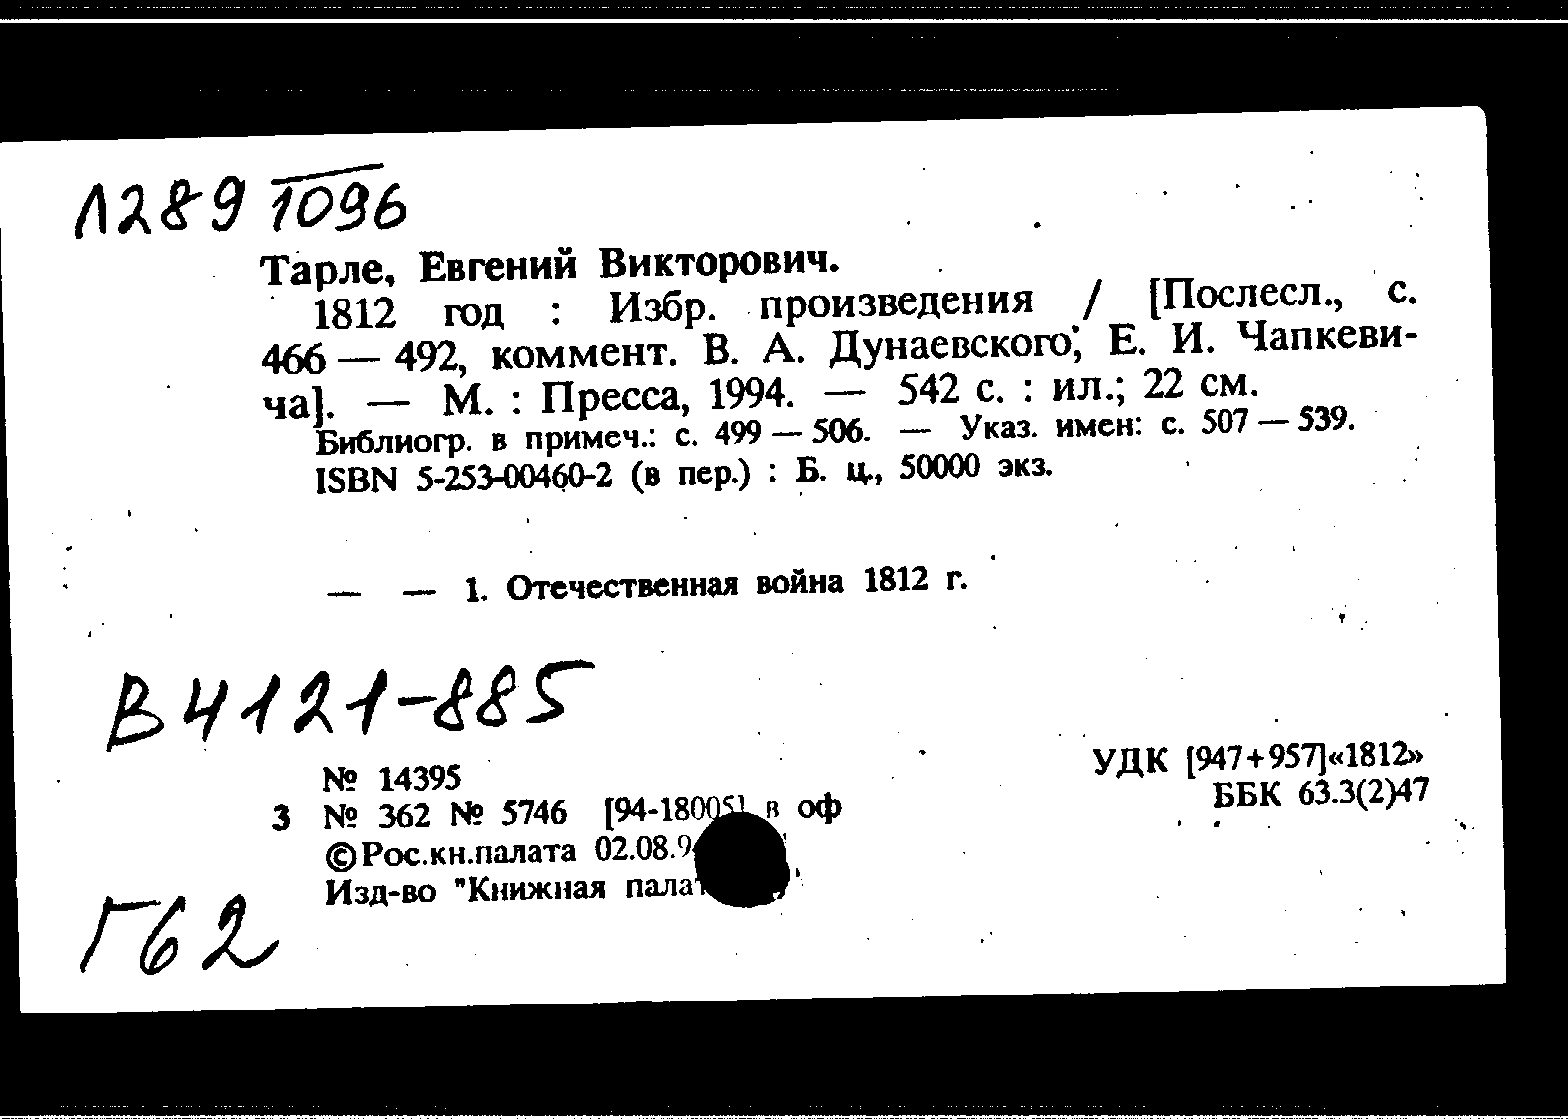 Л289 1096
Тарле, Евгений Викторович.
1812 год : Избр. произведения / [Послесл., с.
466 — 492, коммент. В. А. Дунаевского, Е. И. Чапкеви-
ча]. — М. : Пресса, 1994. — 542 с. : ил.; 22 см.
Библиогр. в примеч.: с. 499 — 506. — Указ. имен: с. 507 — 539.
ISBN 5-253-00460-2 (в пер.) : Б. ц., 50000 экз.
— — 1. Отечественная война 1812 г.
В 4121-885
№ 14395
УДК [947+957]«1812»
ББК 63.3(2)47
3 № 362 № 5746 [94-18005] в оф
©Рос.кн.палата 02.08.9
Изд-во "Книжная
Г62